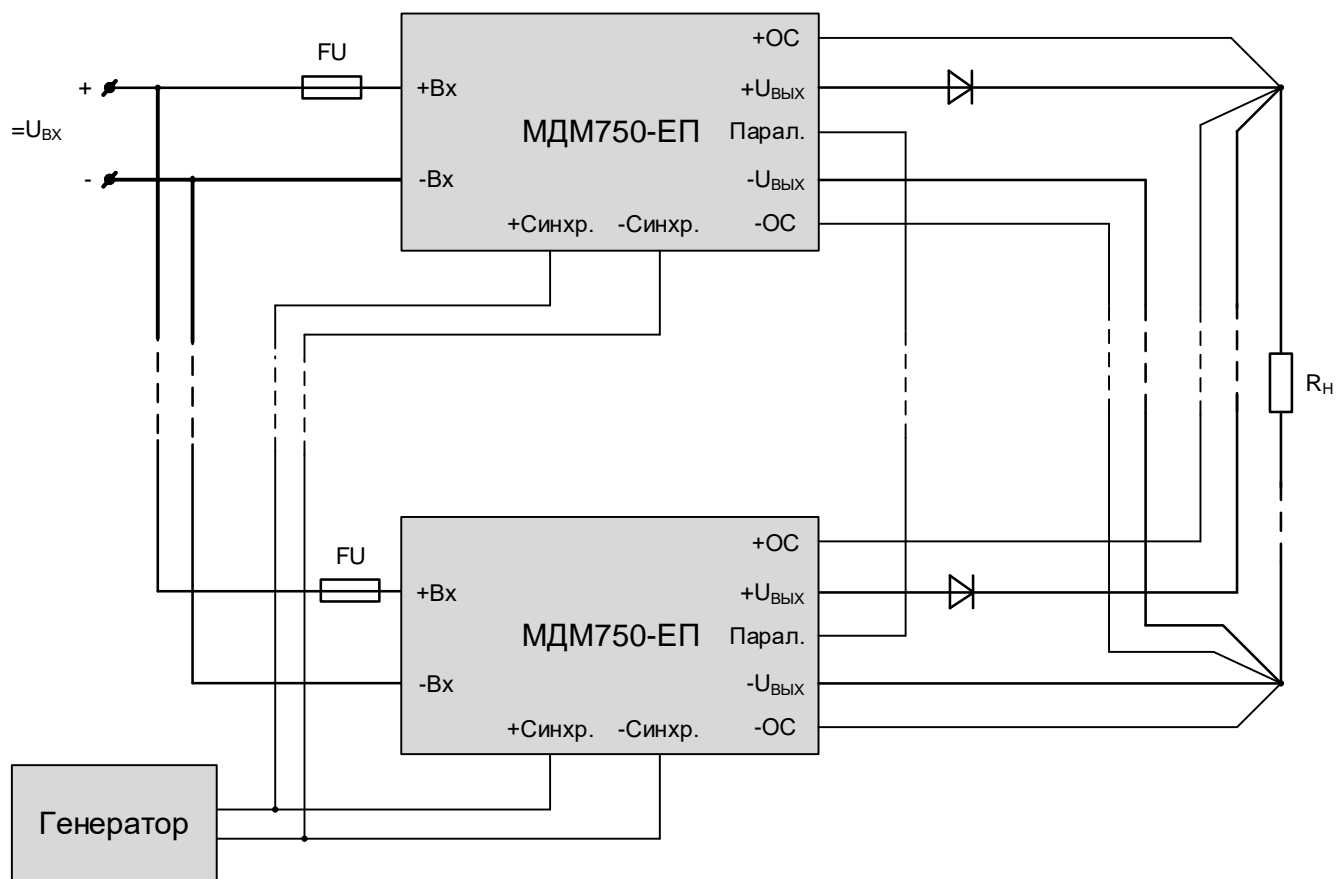 +ОС
FU
+
+Вх
+UВЫХ
=UВХ
МДМ750-ЕП
Парал.
-
-Вх
-UВЫХ
+Синхр.
-Синхр.
-ОС
RН
+ОС
FU
+Вх
+UВЫХ
МДМ750-ЕП
Парал.
-Вх
-UВЫХ
+Синхр.
-Синхр.
-ОС
Генератор